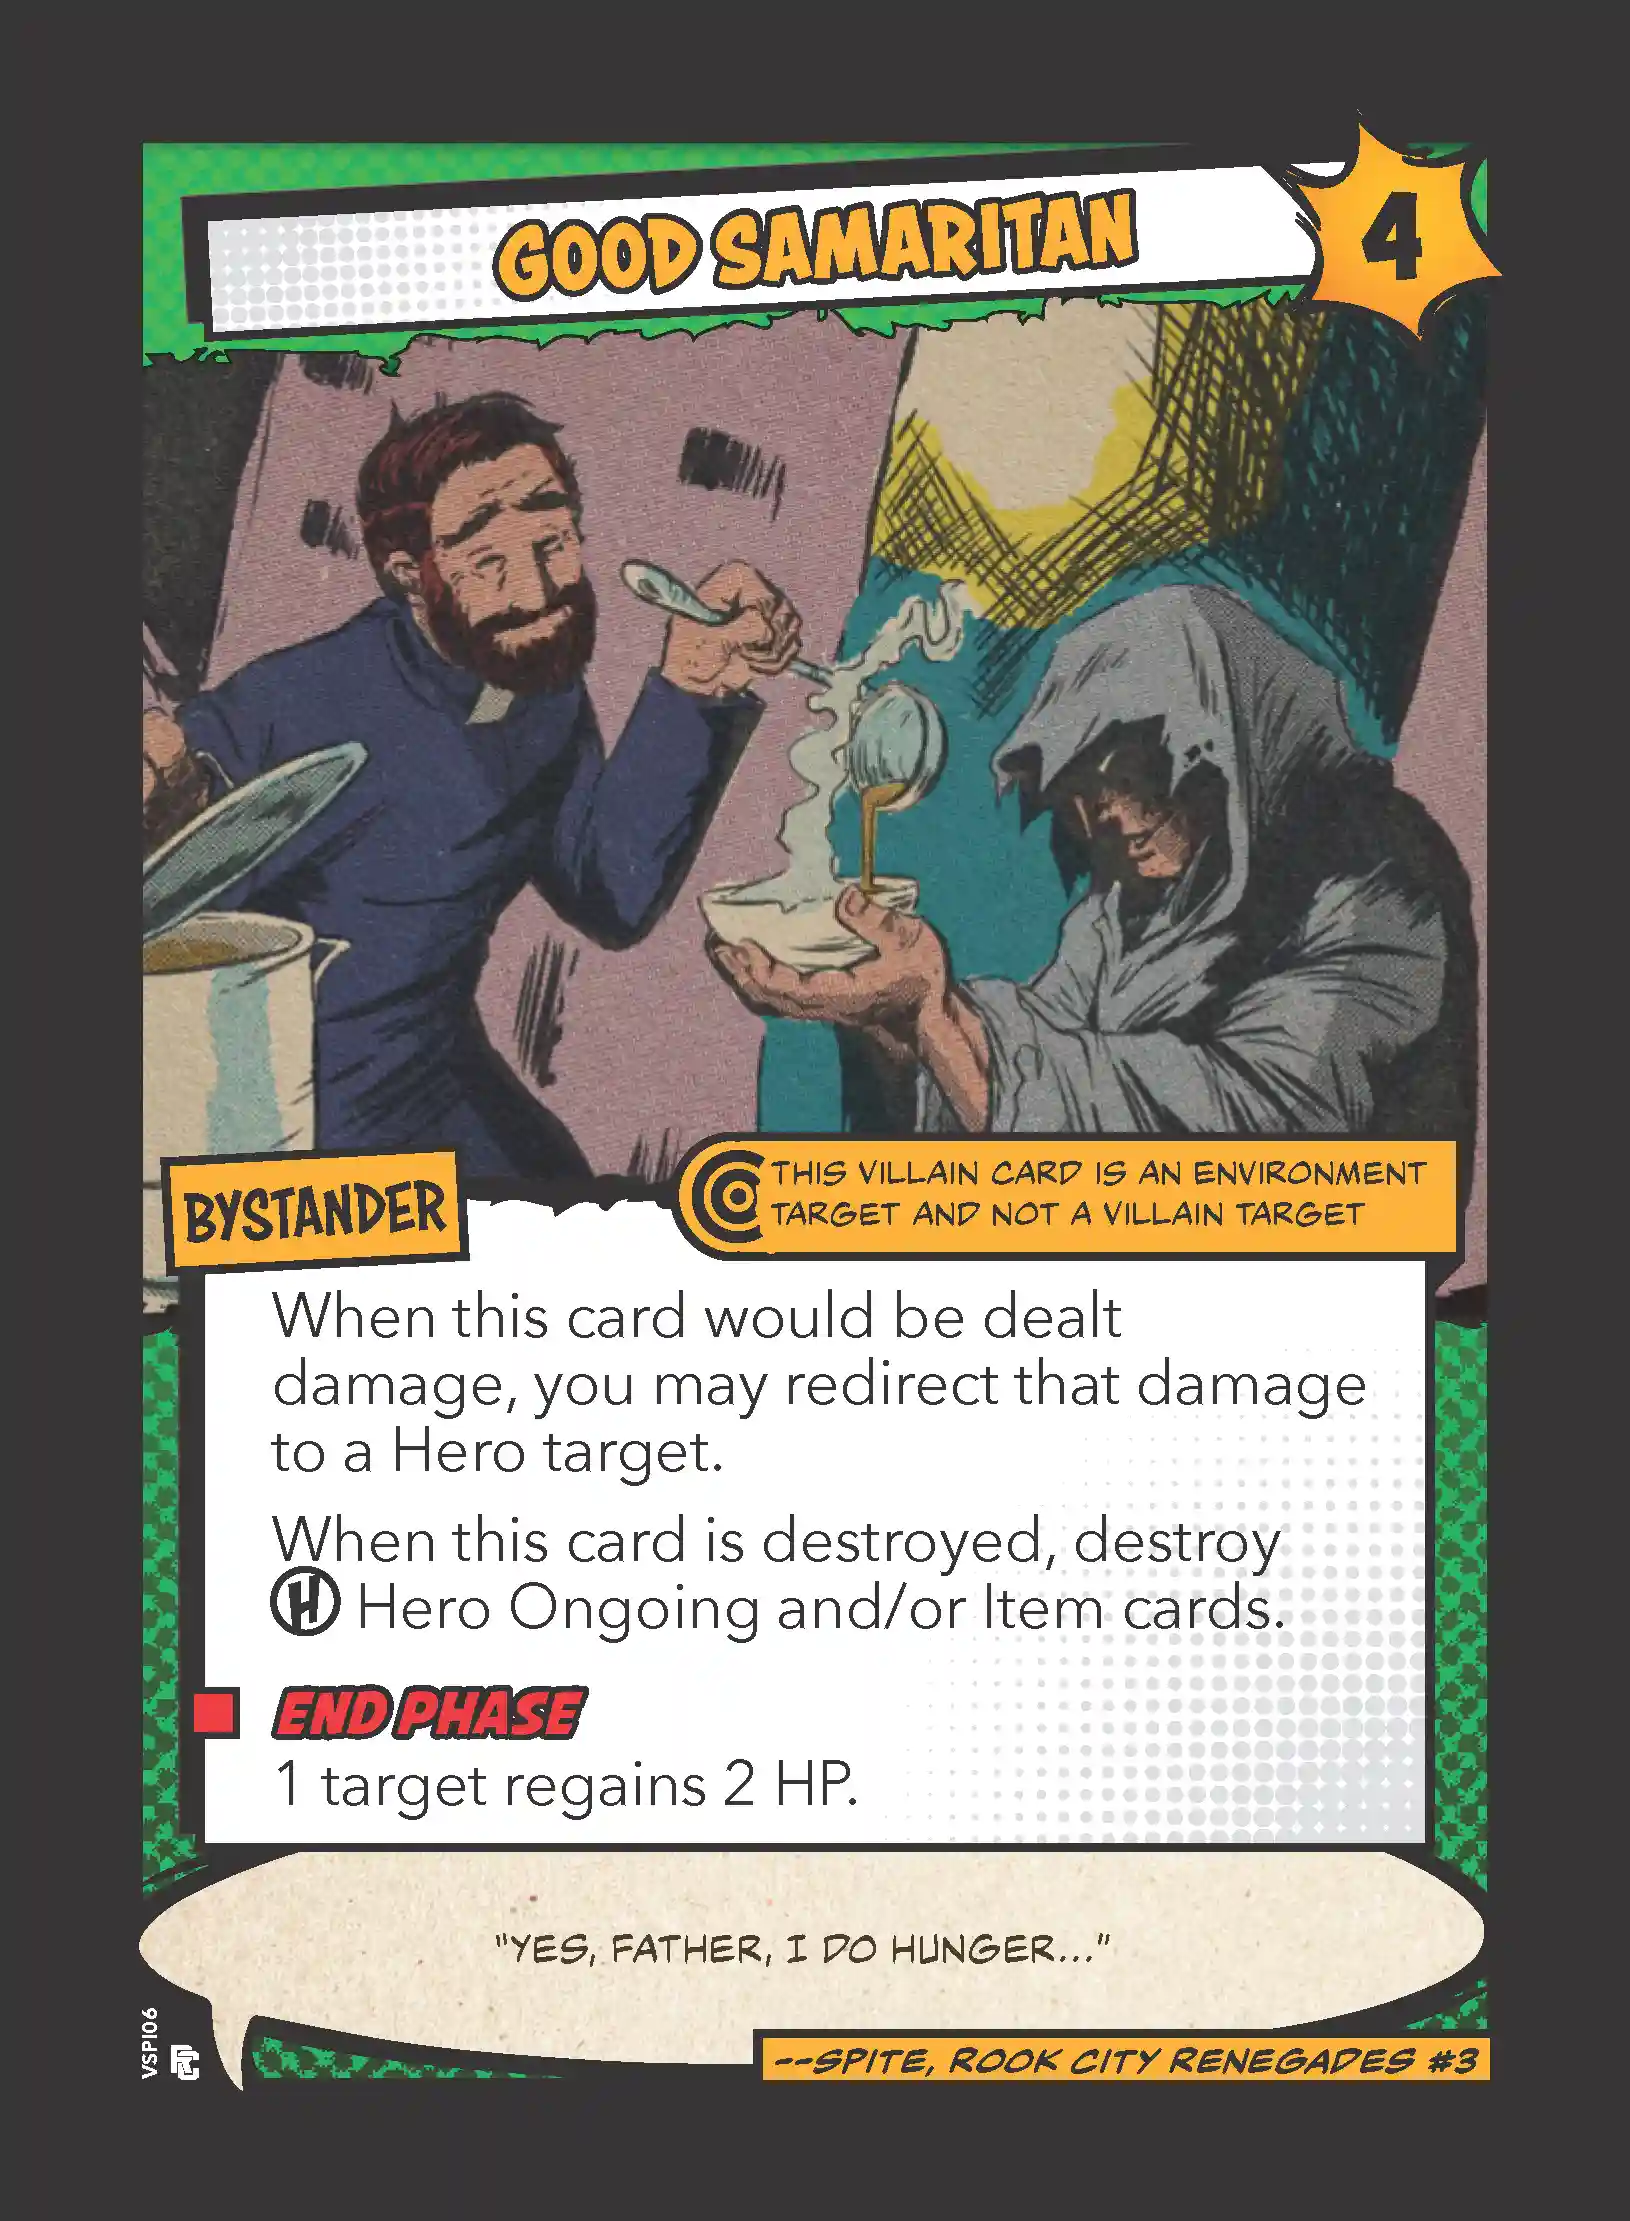 GOOD SAMARITAN
4
BYSTANDER
THIS VILLAIN CARD IS AN ENVIRONMENT
TARGET AND NOT A VILLAIN TARGET
When this card would be dealt
damage, you may redirect that damage
to a Hero target.
When this card is destroyed, destroy
H Hero Ongoing and/or Item cards.
END PHASE
1 target regains 2 HP.
"YES, FATHER, I DO HUNGER..."
--SPITE, ROOK CITY RENEGADES #3
VSPI06